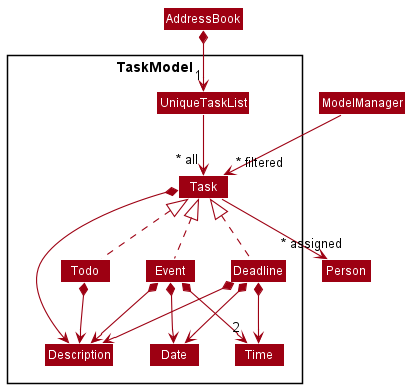 AddressBook
TaskModel
1
UniqueTaskList
ModelManager
* all
* filtered
Task
* assigned
Todo
Event
Deadline
Person
2
Description
Date
Time